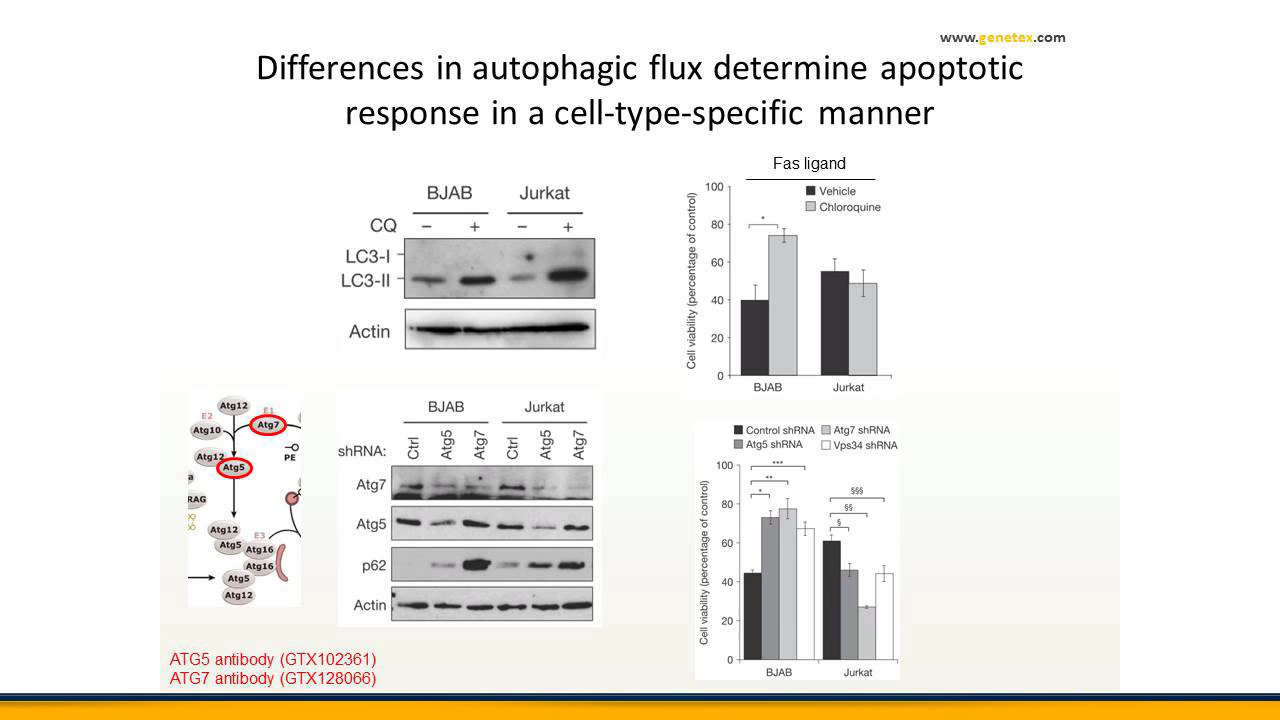 www.genetex.com
Differences in autophagic flux determine apoptotic
response in a cell-type-specific manner
BJAB Jurkat
CQ − + − +
LC3-I
LC3-II
Actin
Fas ligand
Vehicle
Chloroquine
Cell viability (percentage of control)
100
80
60
40
20
0
*
BJAB Jurkat
Atg12
E2 E1
Atg10 Atg7
PE
Atg12
Atg5
a
RAG
Atg12
Atg5 E3
Atg16
Atg16
Atg5
Atg12
BJAB Jurkat
shRNA: Ctrl Atg5 Atg7 Ctrl Atg5 Atg7
Atg7
Atg5
p62
Actin
Control shRNA Atg7 shRNA
Atg5 shRNA Vps34 shRNA
Cell viability (percentage of control)
100
80
60
40
20
0
***
**
*
§§§
§§
§
BJAB Jurkat
ATG5 antibody (GTX102361)
ATG7 antibody (GTX128066)